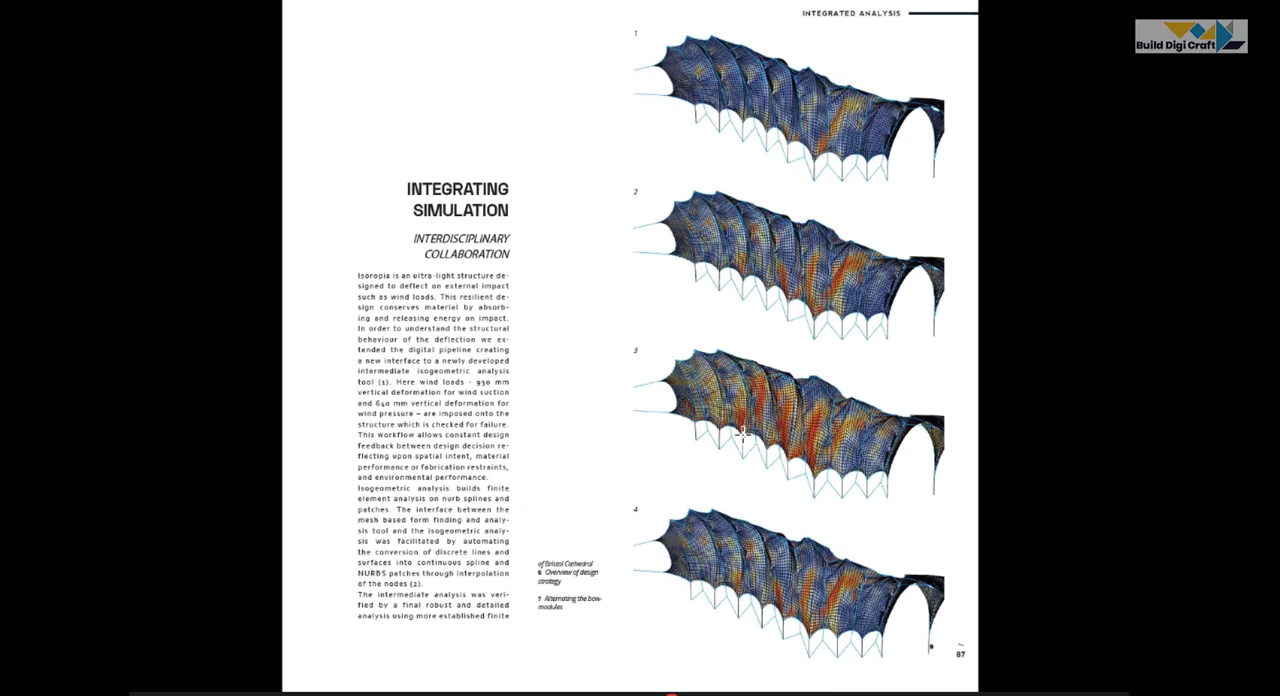 INTEGRATED ANALYSIS
Build Digi Craft
INTEGRATING
SIMULATION
INTERDISCIPLINARY
COLLABORATION
Isoropia is an ultra-light structure de-
signed to deflect on external impact
such as wind loads. This resilient de-
sign conserves material by absorb-
ing and releasing energy on impact.
In order to understand the structural
behaviour of the deflection we ex-
tended the digital pipeline creating
a new interface to a newly developed
intermediate isogeometric analysis
tool (1). Here wind loads - 930 mm
vertical deformation for wind suction
and 640 mm vertical deformation for
wind pressure – are imposed onto the
structure which is checked for failure.
This workflow allows constant design
feedback between design decision re-
flecting upon spatial intent, material
performance or fabrication restraints,
and environmental performance.
Isogeometric analysis builds finite
element analysis on nurb splines and
patches. The interface between the
mesh based form finding and analy-
sis tool and the isogeometric analy-
sis was facilitated by automating
the conversion of discrete lines and
surfaces into continuous spline and
NURBS patches through interpolation
of the nodes (2).
The intermediate analysis was veri-
fied by a final robust and detailed
analysis using more established finite
of Bristol Cathedral
6 Overview of design
strategy
7 Alternating the bow-
modules
1
2
3
4
9
67